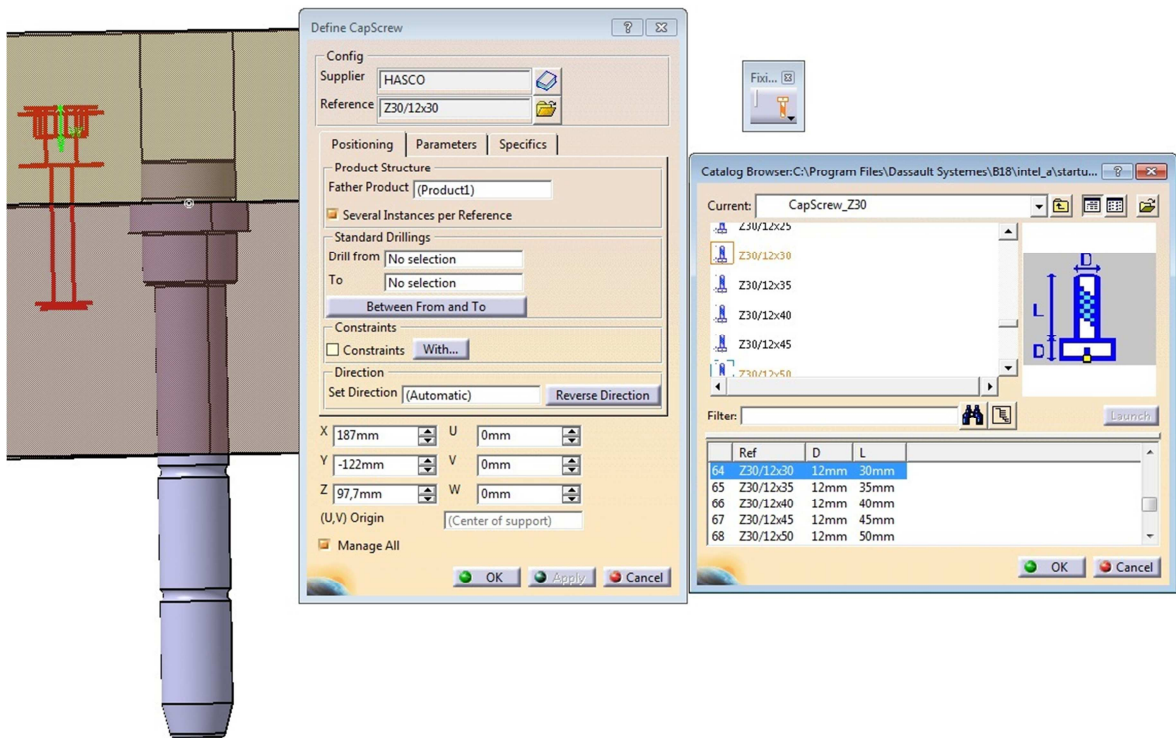 Define CapScrew
Config
Supplier HASCO
Reference Z30/12x30
Positioning Parameters Specifics
Product Structure
Father Product (Product1)
Several Instances per Reference
Standard Drillings
Drill from No selection
To No selection
Between From and To
Constraints
Constraints With...
Direction
Set Direction (Automatic) Reverse Direction
X 187mm U 0mm
Y -122mm V 0mm
Z 97,7mm W 0mm
(U,V) Origin (Center of support)
Manage All
OK Apply Cancel
Fixi...
Catalog Browser:C:\Program Files\Dassault Systemes\B18\intel_a\startu...
Current: CapScrew_Z30
Z30/12x25
Z30/12x30
Z30/12x35
Z30/12x40
Z30/12x45
Z30/12x50
D
L
D
Filter: Launch
Ref D L
64 Z30/12x30 12mm 30mm
65 Z30/12x35 12mm 35mm
66 Z30/12x40 12mm 40mm
67 Z30/12x45 12mm 45mm
68 Z30/12x50 12mm 50mm
OK Cancel